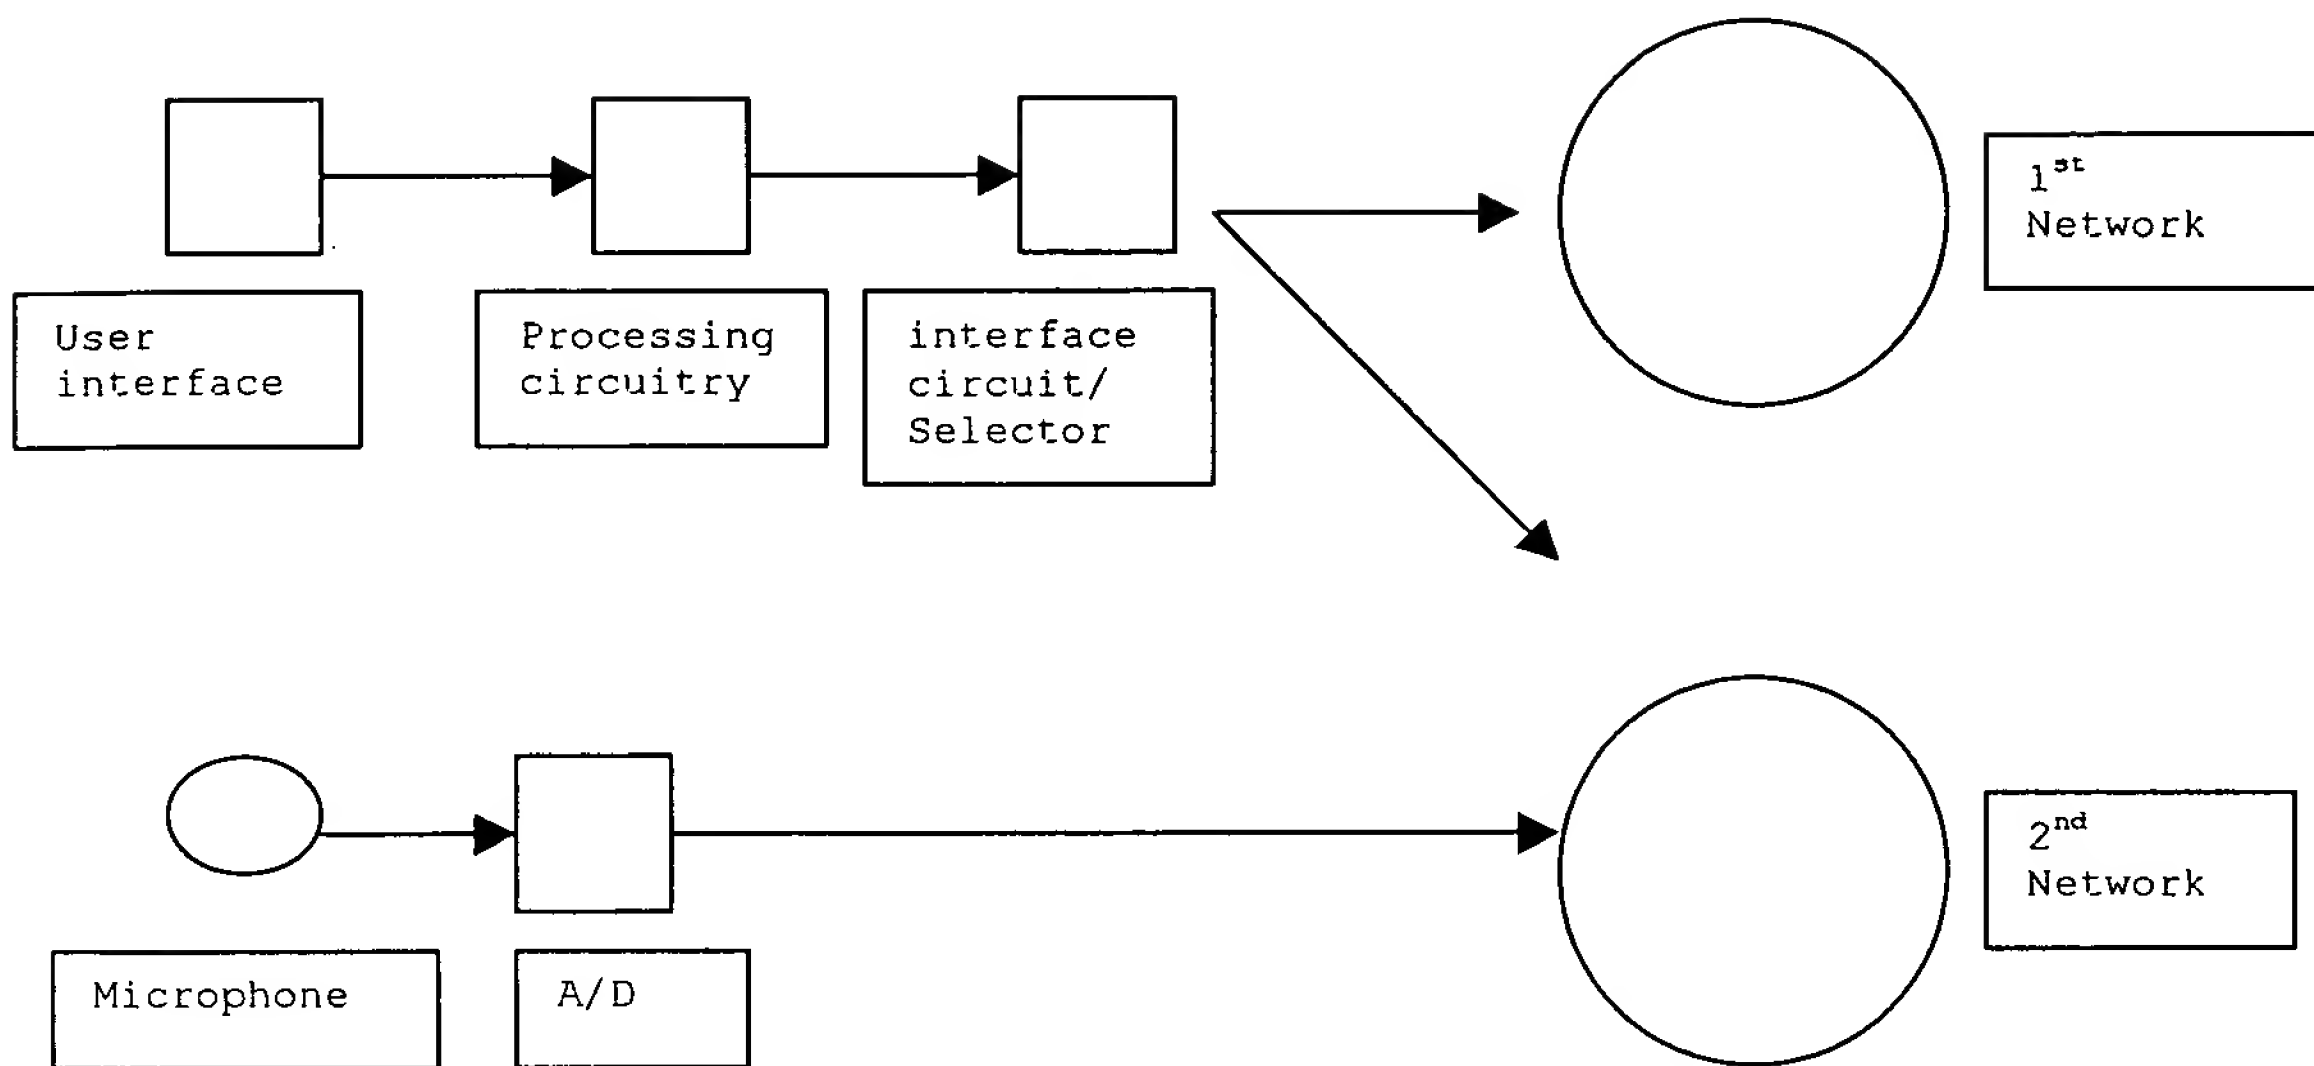 1st
Network
User
interface
Processing
circuitry
interface
circuit/
Selector
2nd
Network
Microphone
A/D